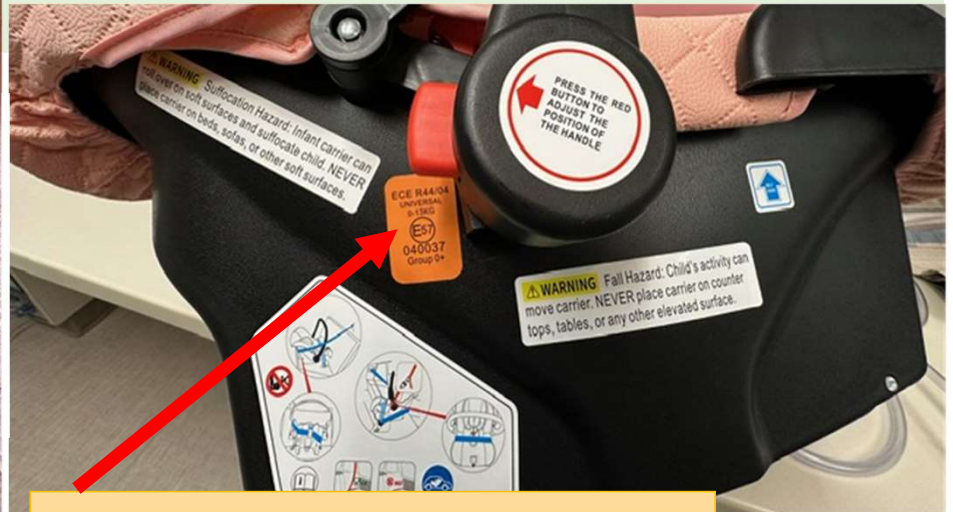 WARNING Suffocation Hazard: Infant carrier can
roll over on soft surfaces and suffocate child. NEVER
place carrier on beds, sofas, or other soft surfaces.
PRESS THE RED
BUTTON TO
ADJUST THE
POSITION OF
THE HANDLE
ECE R44/04
UNIVERSAL
0-13KG
E57
040037
Group 0+
WARNING Fall Hazard: Child's activity can
move carrier. NEVER place carrier on counter
tops, tables, or any other elevated surface.